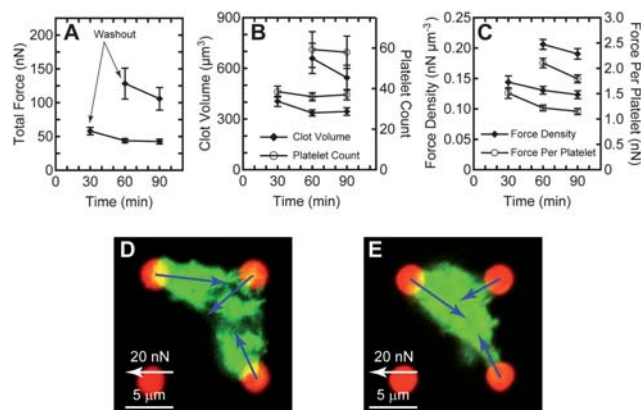 A
Washout
Total Force (nN)
200
150
100
50
0
0 30 60 90
Time (min)
B
Clot Volume (µm³)
900
600
300
0
Platelet Count
60
40
20
0
Clot Volume
Platelet Count
0 30 60 90
Time (min)
C
Force Density (nN µm⁻³)
0.25
0.20
0.15
0.10
0.05
0.00
Force Per Platelet (nN)
3.0
2.5
2.0
1.5
1.0
0.5
0.0
Force Density
Force Per Platelet
0 30 60 90
Time (min)
D
20 nN
5 µm
E
20 nN
5 µm